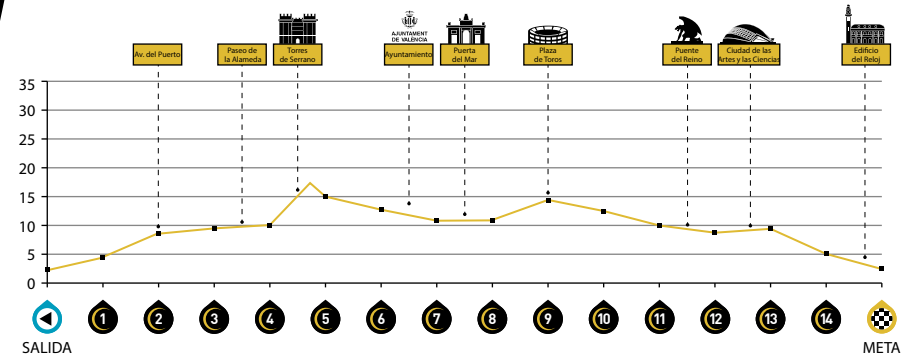 AJUNTAMENT
DE VALÈNCIA
Av. del Puerto
Paseo de
la Alameda
Torres
de Serrano
Ayuntamiento
Puerta
del Mar
Plaza
de Toros
Puente
del Reino
Ciudad de las
Artes y las Ciencias
Edificio
del Reloj
35
30
25
20
15
10
5
0
1 2 3 4 5 6 7 8 9 10 11 12 13 14
SALIDA META